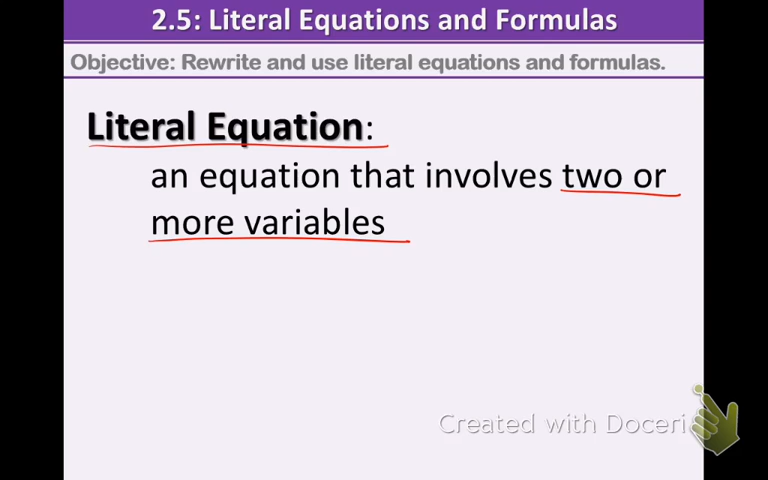 2.5: Literal Equations and Formulas
Objective: Rewrite and use literal equations and formulas.
Literal Equation:
an equation that involves two or
more variables
Created with Doceri